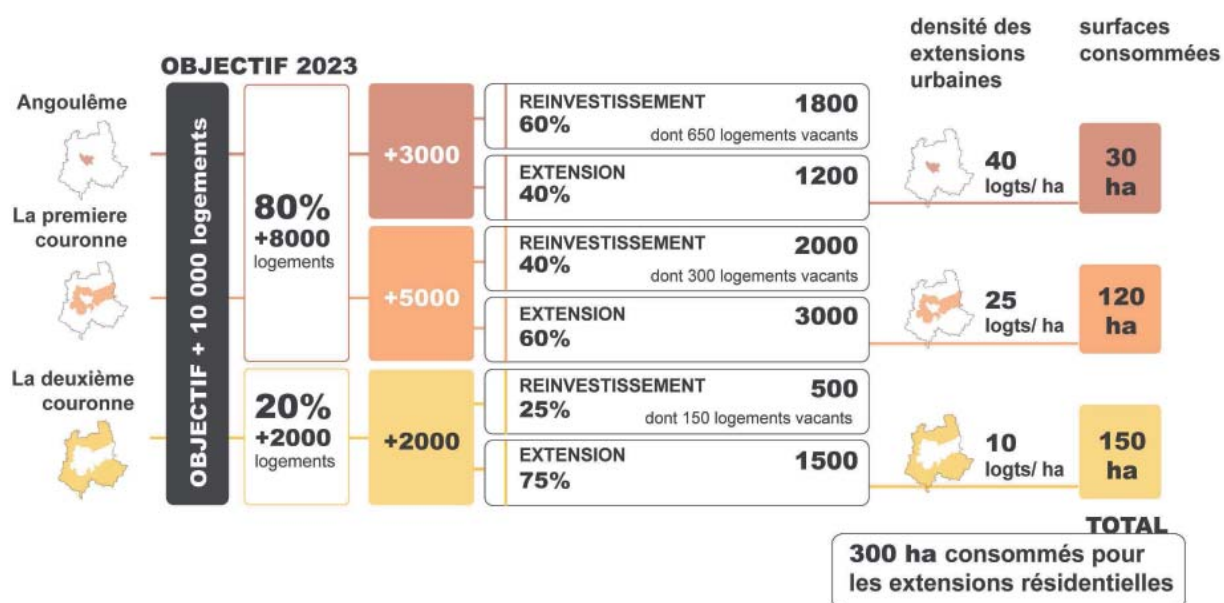 densité des
extensions
urbaines
surfaces
consommées
OBJECTIF 2023
OBJECTIF + 10 000 logements
Angoulême
La premiere
couronne
La deuxième
couronne
80%
+8000
logements
20%
+2000
logements
+3000
REINVESTISSEMENT 1800
60%
dont 650 logements vacants
EXTENSION 1200
40%
40
logts/ ha
30
ha
+5000
REINVESTISSEMENT 2000
40%
dont 300 logements vacants
EXTENSION 3000
60%
25
logts/ ha
120
ha
+2000
REINVESTISSEMENT 500
25%
dont 150 logements vacants
EXTENSION 1500
75%
10
logts/ ha
150
ha
TOTAL
300 ha consommés pour
les extensions résidentielles